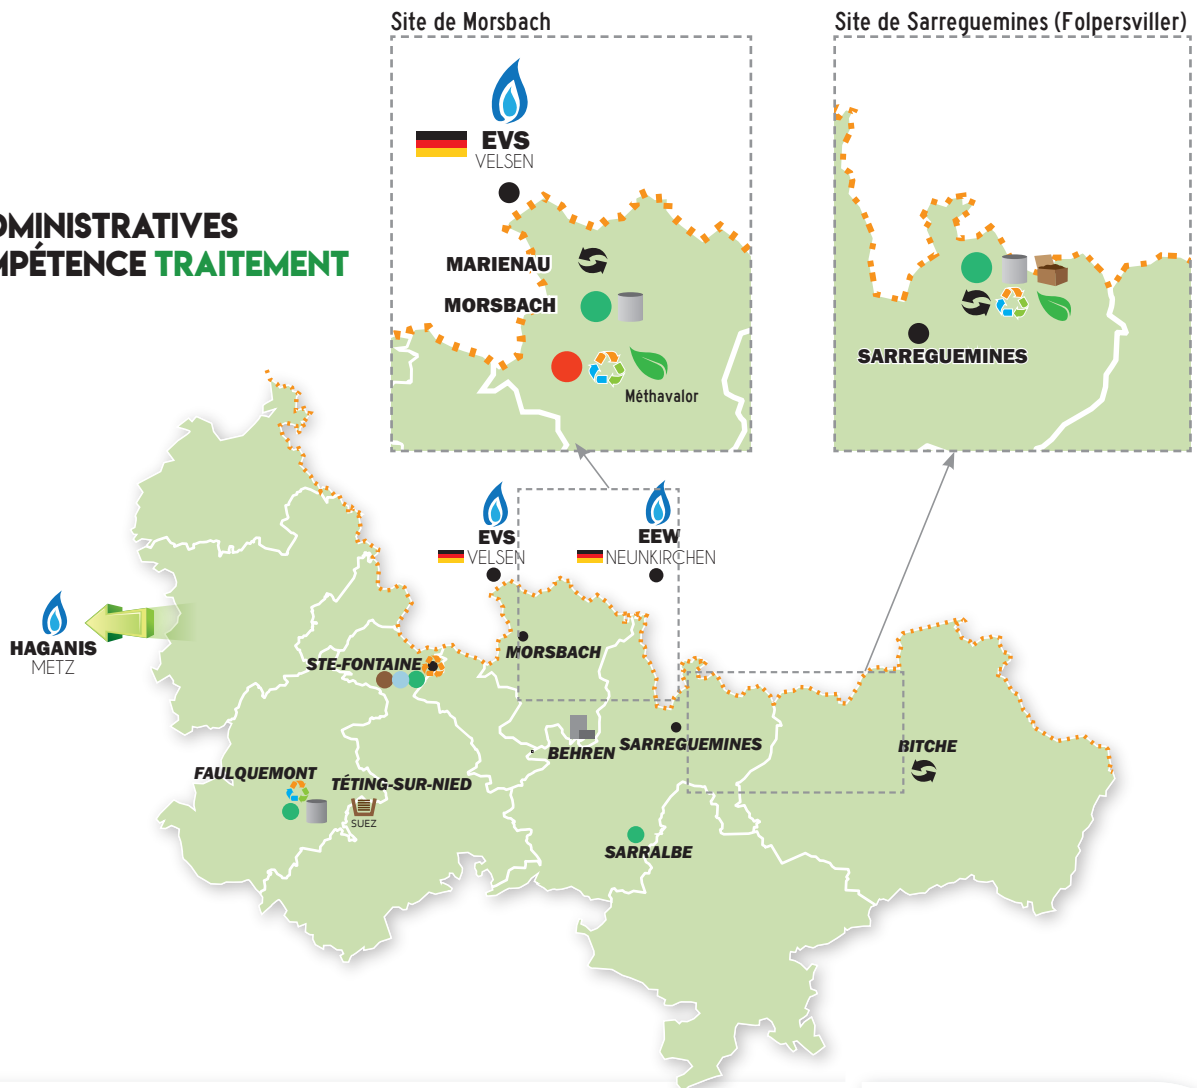 Site de Morsbach
Site de Sarreguemines (Folpersviller)
EVS
VELSEN
DMINISTRATIVES
MPÉTENCE TRAITEMENT
MARIENAU
MORSBACH
Méthavalor
SARREGUEMINES
EVS
VELSEN
EEW
NEUNKIRCHEN
HAGANIS
METZ
STE-FONTAINE
MORSBACH
BEHREN
SARREGUEMINES
BITCHE
FAULQUEMONT
TÉTING-SUR-NIED
SUEZ
SARRALBE